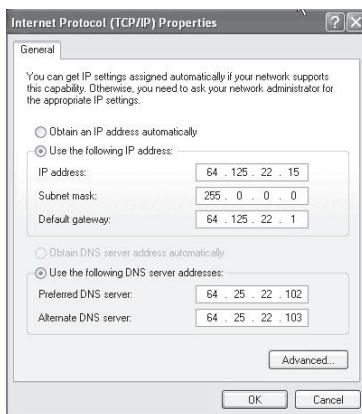 Internet Protocol (TCP/IP) Properties
General
You can get IP settings assigned automatically if your network supports
this capability. Otherwise, you need to ask your network administrator for
the appropriate IP settings.
Obtain an IP address automatically
Use the following IP address:
IP address: 64 . 125 . 22 . 15
Subnet mask: 255 . 0 . 0 . 0
Default gateway: 64 . 125 . 22 . 1
Obtain DNS server address automatically
Use the following DNS server addresses:
Preferred DNS server: 64 . 25 . 22 . 102
Alternate DNS server: 64 . 25 . 22 . 103
Advanced...
OK Cancel